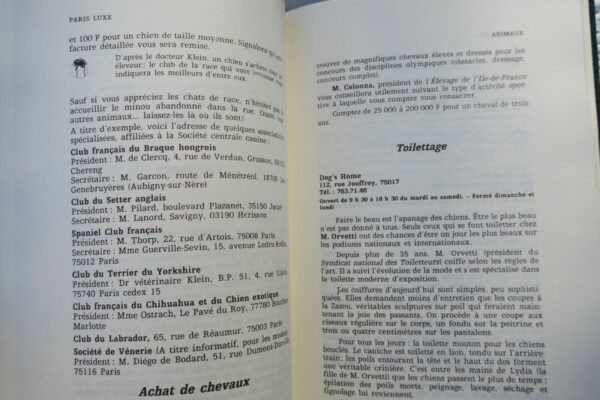 PARIS LUXE
et 100 F pour un chien de taille moyenne. Signalons qu'une
facture détaillée vous sera remise.
D'après le docteur Klein, un chien s'achète chez
éleveur; le club de la race qui vous
indiquera les meilleurs d'entre eux.
Sauf si vous appréciez les chats de race, n'hésitez pas à
accueillir le minou abandonné dans la rue. Quant aux
autres animaux... laissez-les là où ils sont!
A titre d'exemple, voici l'adresse de quelques associations
spécialisées, affiliées à la Société centrale canine :
Club français du Braque hongrois
Président : M. de Clercq, 4, rue de Verdun, Gruson, 59152
Chereng
Secrétaire : M. Garcon, route de Ménétréol, 18700 Le
Genebruyères (Aubigny-sur-Nère)
Club du Setter anglais
Président : M. Pilard, boulevard Plazanet, 35150 Janzé
Secrétaire : M. Lanord, Savigny, 03190 Herisson
Spaniel Club français
Président : M. Thorp, 22, rue d'Artois, 75008 Paris
Secrétaire : Mme Guerville-Sevin, 15, avenue Ledru Rollin
75012 Paris
Club du Terrier du Yorkshire
Président : Dr vétérinaire Klein, B.P. 51, 4, rue
75740 Paris cedex 15
Club français du Chihuahua et du Chien exotique
Président : Mme Ostrach, Le Pavé du Roy, 77780 Bourron
Marlotte
Club du Labrador, 65, rue de Réaumur, 75003 Paris
Société de Vénerie (A titre informatif, pour les meutes)
Président : M. Diégo de Bodard, 51, rue Dumont-Durville
75116 Paris
Achat de chevaux
ANIMAUX
trouver de magnifiques chevaux élevés et dressés pour les
concours des disciplines olympiques (obstacles, dressage,
concours complet).
M. Colonna, président de l'Élevage de l'Ile-de-France
vous conseillera utilement suivant le type d'activité spor-
tive à laquelle vous comptez vous consacrer.
Compter de 25 000 à 200 000 F pour un cheval de trois
ans.
Toilettage
Dog's Home
112, rue Jouffroy, 75017
Tél. : 763.71.48
Ouvert de 9 h 30 à 18 h 30 du mardi au samedi. – Fermé dimanche et
lundi
Faire le beau est l'apanage des chiens. Être le plus beau
n'est pas donné à tous. Seuls ceux qui se font toiletter chez
M. Orvetti ont des chances d'être un jour les plus beaux sur
les podiums nationaux et internationaux.
Depuis plus de 35 ans, M. Orvetti (président du
Syndicat national des Toiletteurs) coiffe selon les règles de
l'art. Il a suivi l'évolution de la mode et s'est spécialisé dans
la toilette moderne d'exposition.
Les coiffures d'aujourd'hui sont simples, peu sophisti-
quées. Elles demandent moins d'entretien que les coupes à
la Zazou, véritables sculptures sur poil qui feraient mainte-
nant la joie des passants. On procède à une coupe aux
ciseaux régulière sur le corps, un fondu sur la poitrine et
trois ou quatre centimètres sur les pantalons.
Pour tous les jours : la toilette mouton pour les chiens
bouclés. Le caniche est toiletté en lion, tondu sur l'arrière-
train; les poils entourant la tête et le haut du dos forment
une véritable crinière. C'est entre les mains de Lydia (la
fille de M. Orvetti) que les chiens passent le plus de temps :
épilation des poils morts, peignage, lavage, séchage et
fignolage lui reviennent.